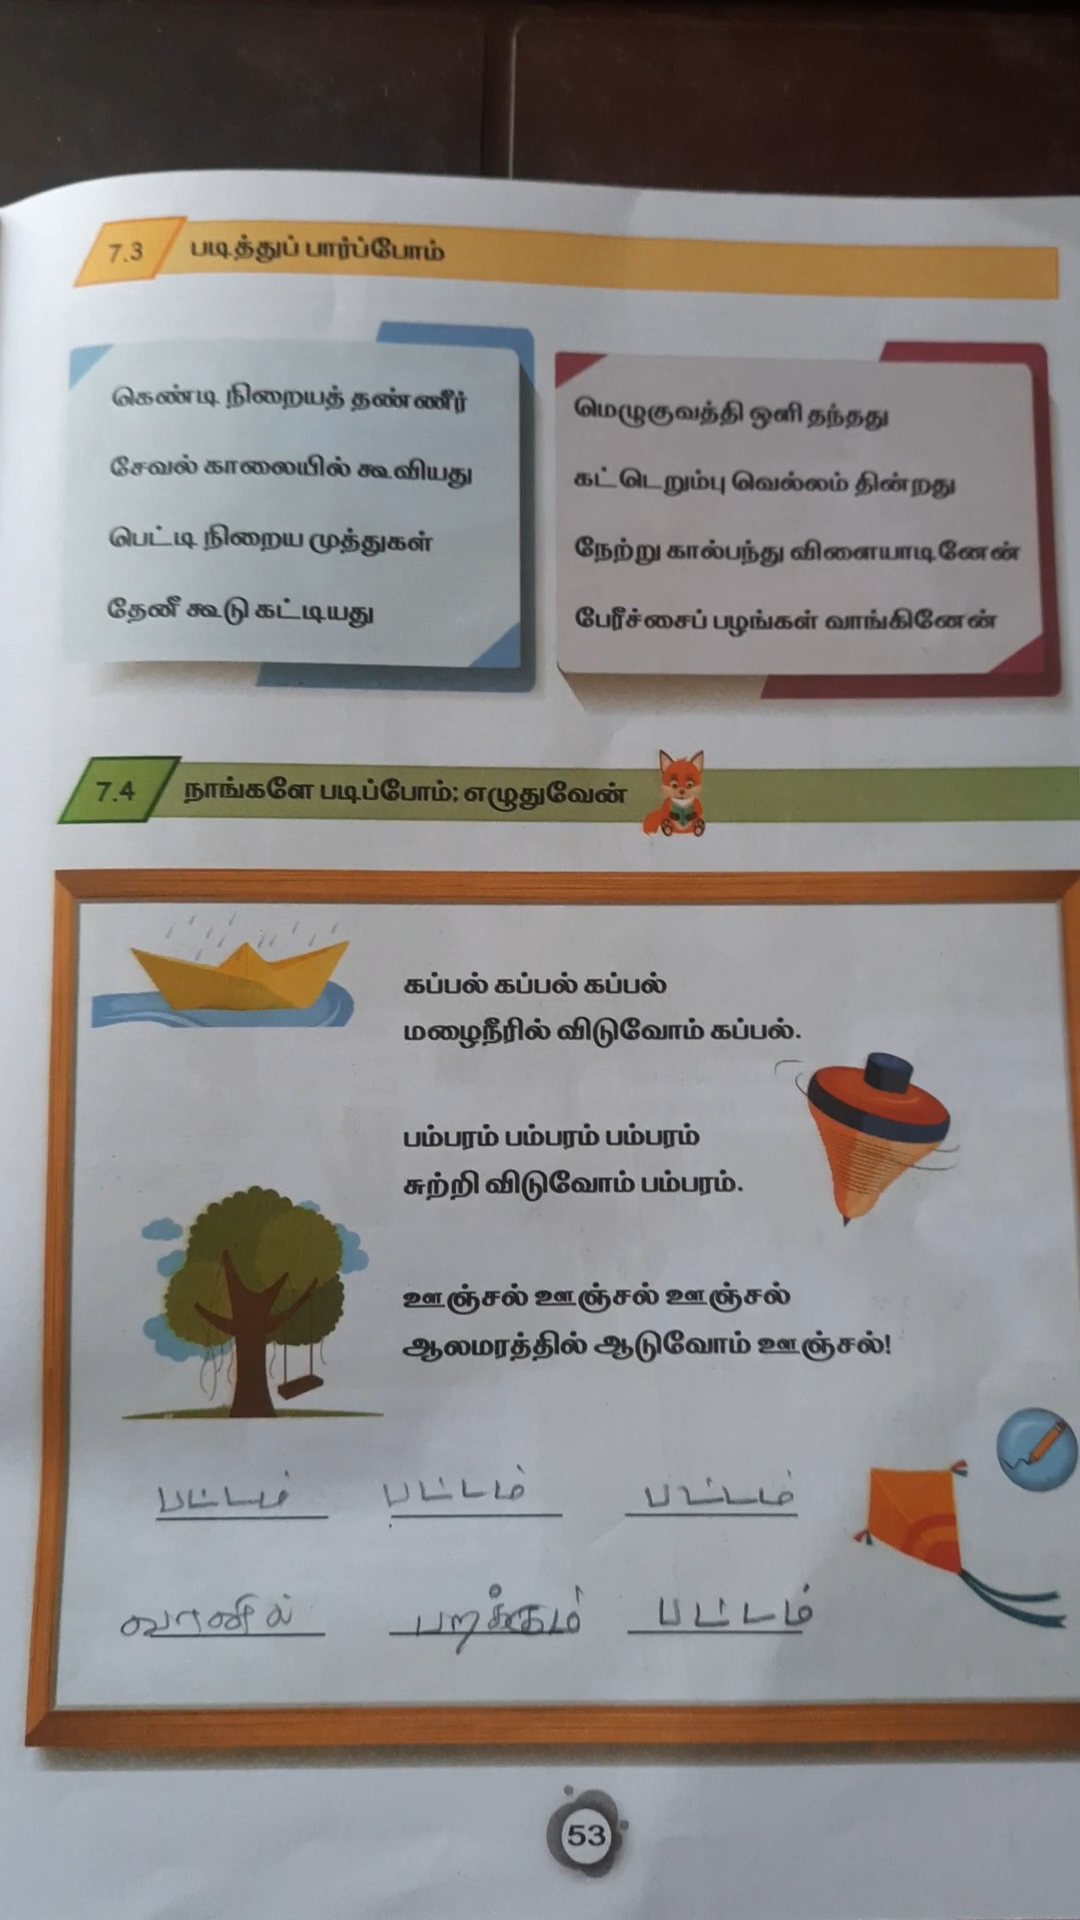 7.3 படித்துப் பார்ப்போம்
கெண்டி நிறையத் தண்ணீர்
சேவல் காலையில் கூவியது
பெட்டி நிறைய முத்துகள்
தேனீ கூடு கட்டியது
மெழுகுவத்தி ஒளி தந்தது
கட்டெறும்பு வெல்லம் தின்றது
நேற்று கால்பந்து விளையாடினேன்
பேரீச்சைப் பழங்கள் வாங்கினேன்
7.4 நாங்களே படிப்போம்; எழுதுவேன்
கப்பல் கப்பல் கப்பல்
மழைநீரில் விடுவோம் கப்பல்.
பம்பரம் பம்பரம் பம்பரம்
சுற்றி விடுவோம் பம்பரம்.
ஊஞ்சல் ஊஞ்சல் ஊஞ்சல்
ஆலமரத்தில் ஆடுவோம் ஊஞ்சல்!
பட்டம் பட்டம் பட்டம்
வானில் பறக்கும் பட்டம்
53